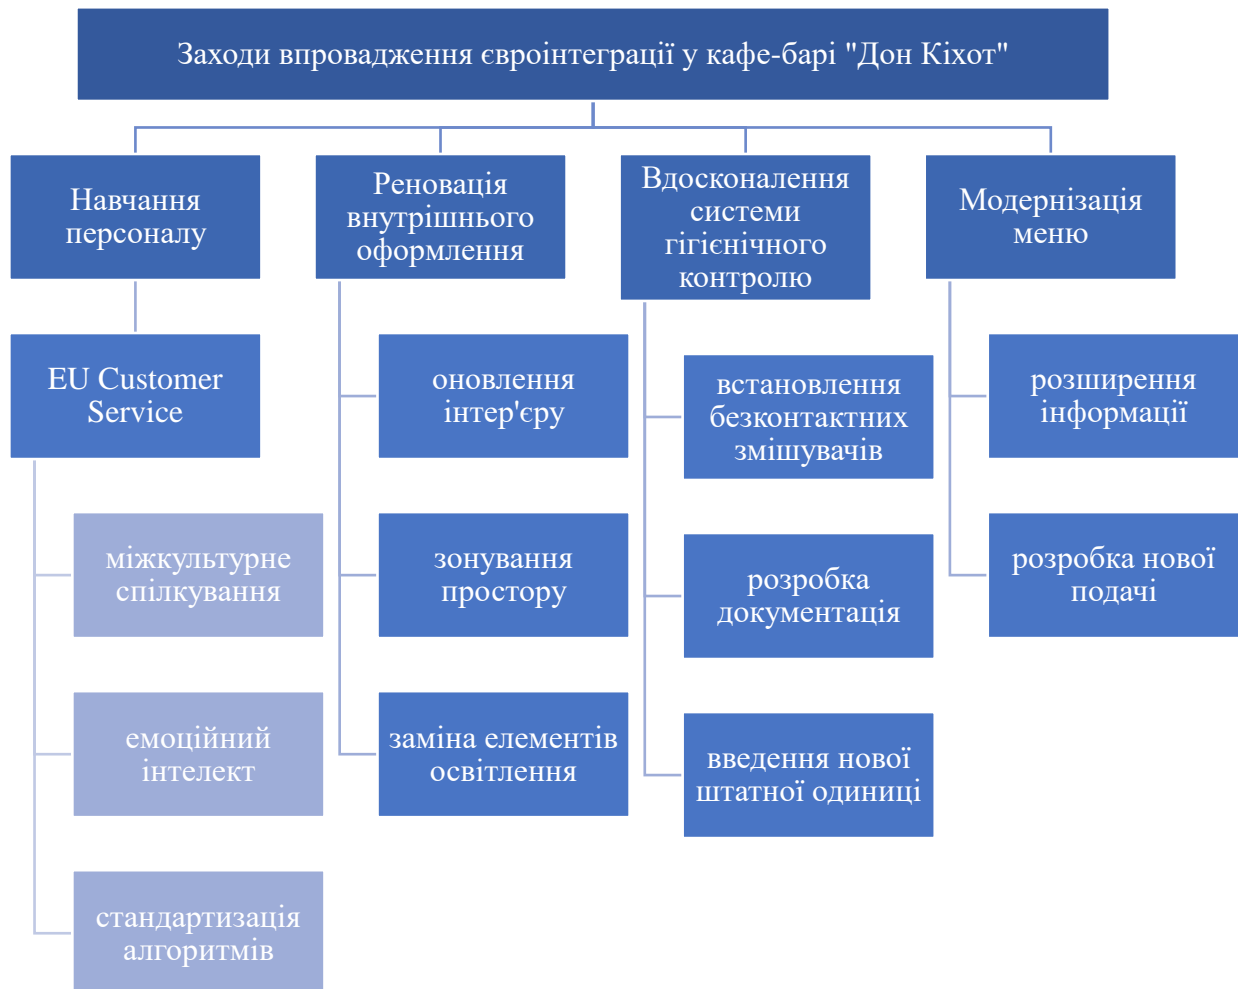 Заходи впровадження євроінтеграції у кафе-барі "Дон Кіхот"
Навчання
персоналу
EU Customer
Service
міжкультурне
спілкування
емоційний
інтелект
стандартизація
алгоритмів
Реновація
внутрішнього
оформлення
оновлення
інтер'єру
зонування
простору
заміна елементів
освітлення
Вдосконалення
системи
гігієнічного
контролю
встановлення
безконтактних
змішувачів
розробка
документація
введення нової
штатної одиниці
Модернізація
меню
розширення
інформації
розробка нової
подачі